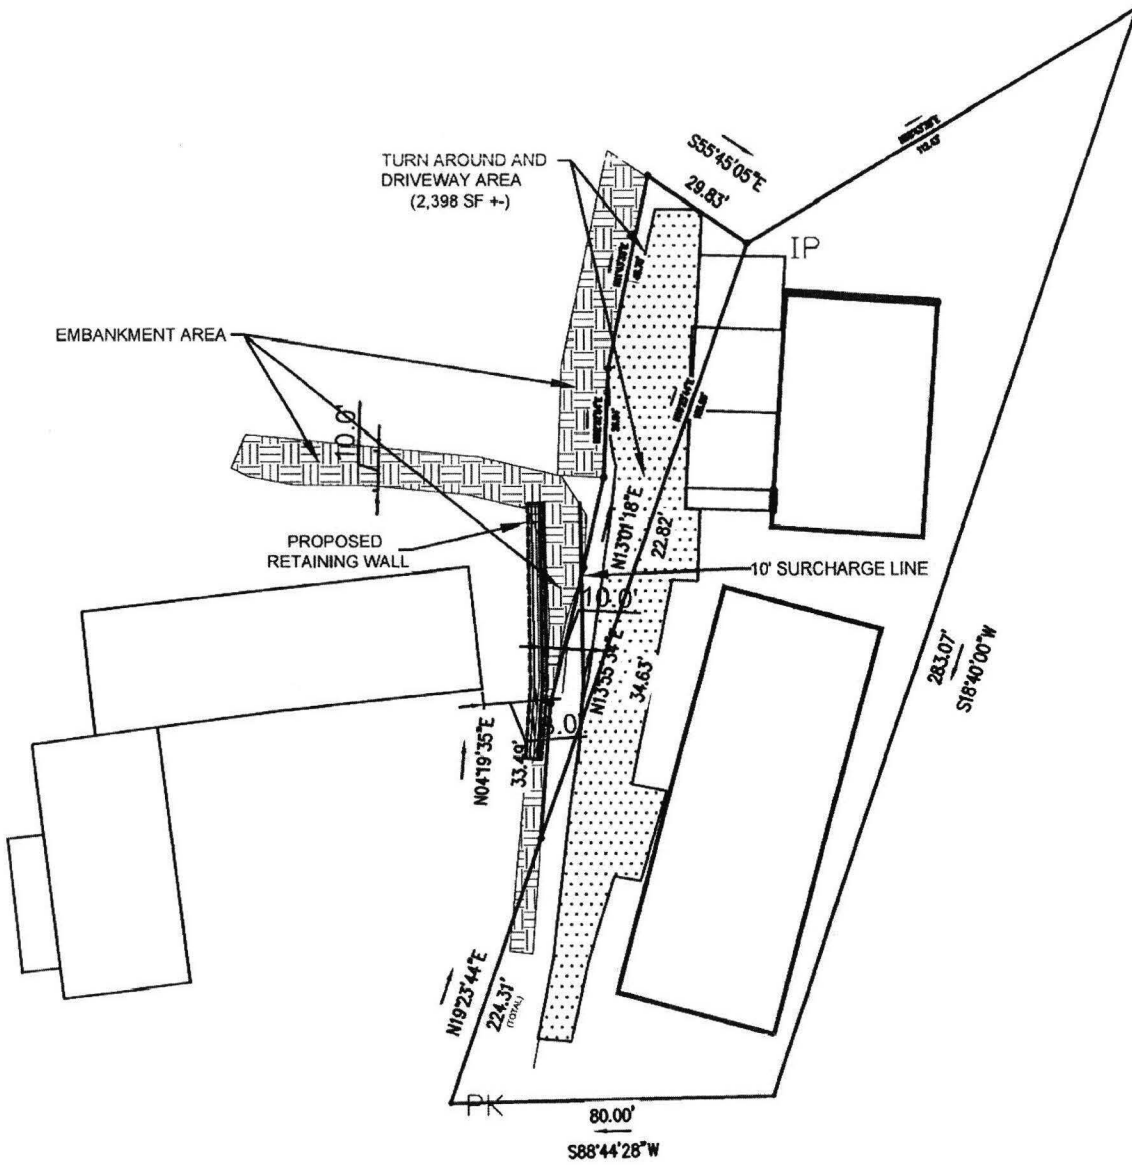 S55°45'05"E
29.83'
TURN AROUND AND
DRIVEWAY AREA
(2,398 SF +-)
IP
EMBANKMENT AREA
10.0'
N13°01'18"E
22.82'
PROPOSED
RETAINING WALL
10' SURCHARGE LINE
10.0'
N13°55'34"E
34.63'
283.07'
S18°40'00"W
N04°19'35"E
33.49'
N19°23'44"E
224.31'
(TOTAL)
PK
80.00'
S88°44'28"W